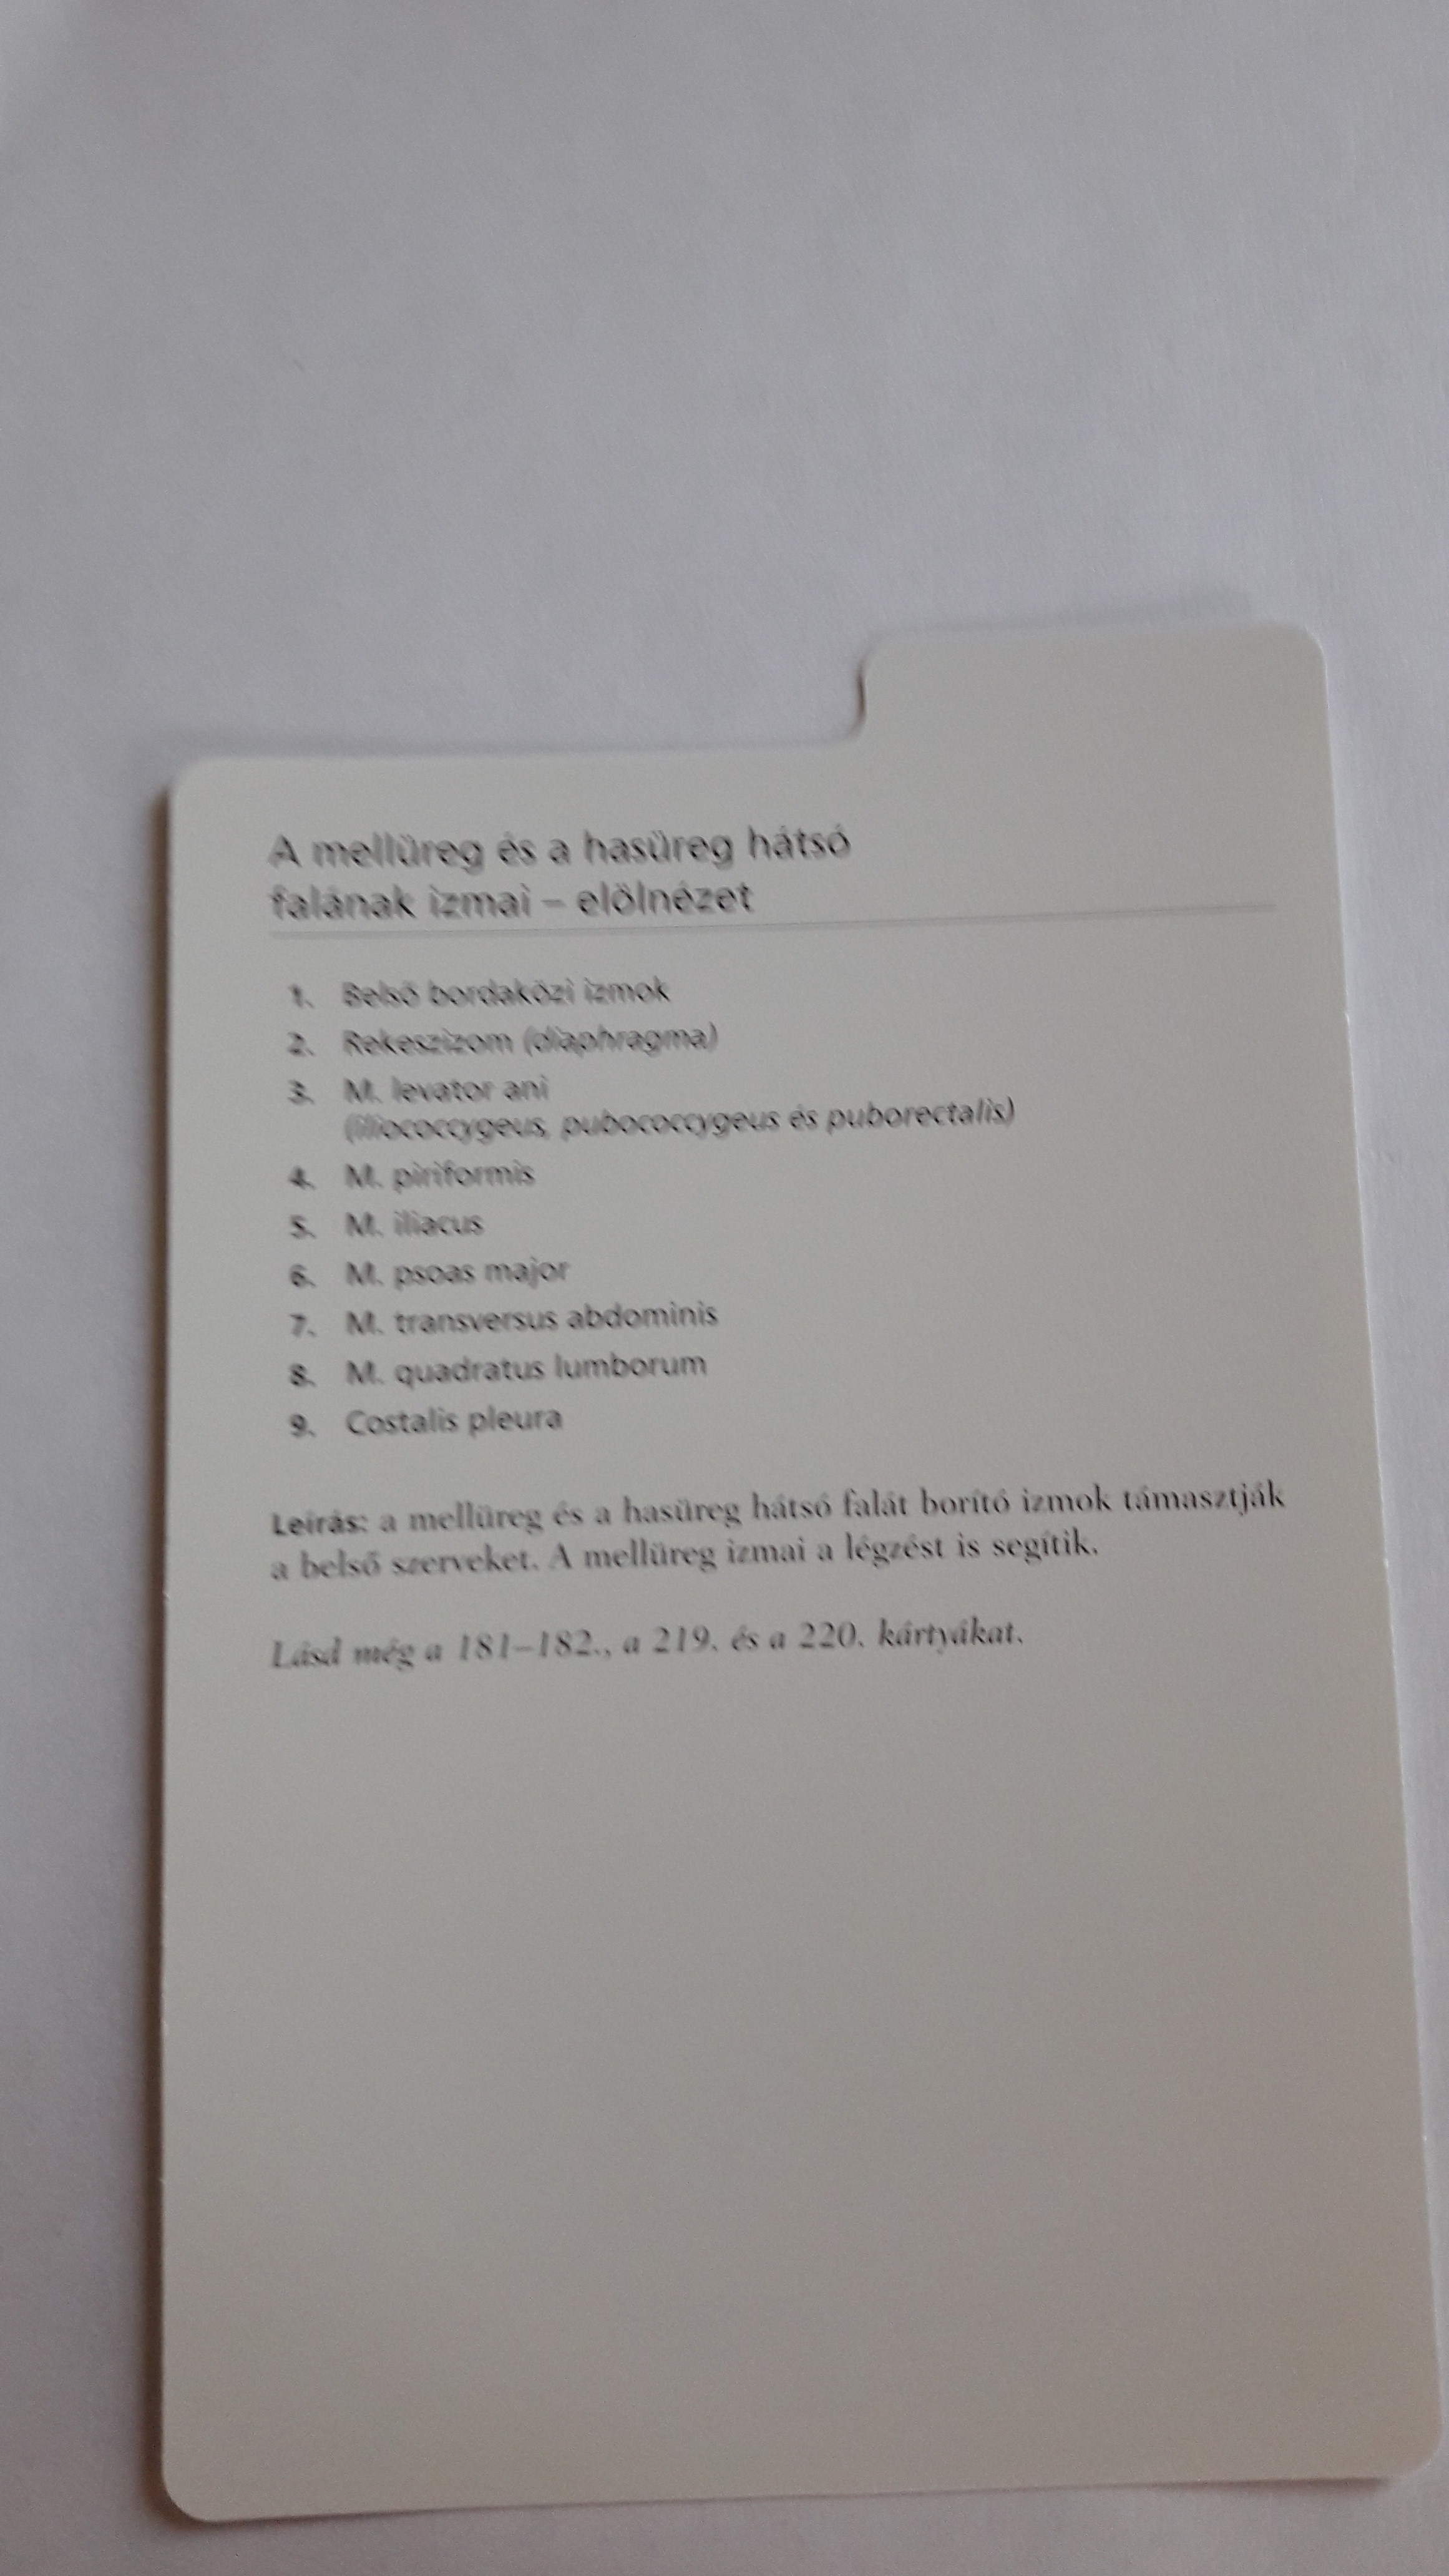 A mellüreg és a hasüreg hátsó
falának izmai – elölnézet
1. Belső bordaközi izmok
2. Rekeszizom (diaphragma)
3. M. levator ani
(iliococcygeus, pubococcygeus és puborectalis)
4. M. piriformis
5. M. iliacus
6. M. psoas major
7. M. transversus abdominis
8. M. quadratus lumborum
9. Costalis pleura
Leírás: a mellüreg és a hasüreg hátsó falát borító izmok támasztják
a belső szerveket. A mellüreg izmai a légzést is segítik.
Lásd még a 181–182., a 219. és a 220. kártyákat.